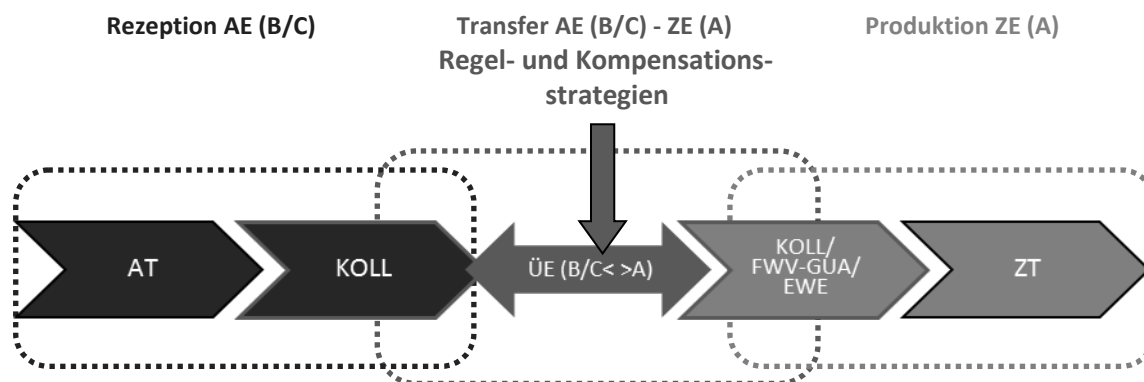 Rezeption AE (B/C)
Transfer AE (B/C) - ZE (A)
Regel- und Kompensations-
strategien
Produktion ZE (A)
AT
KOLL
ÜE (B/C< >A)
KOLL/
FWV-GUA/
EWE
ZT